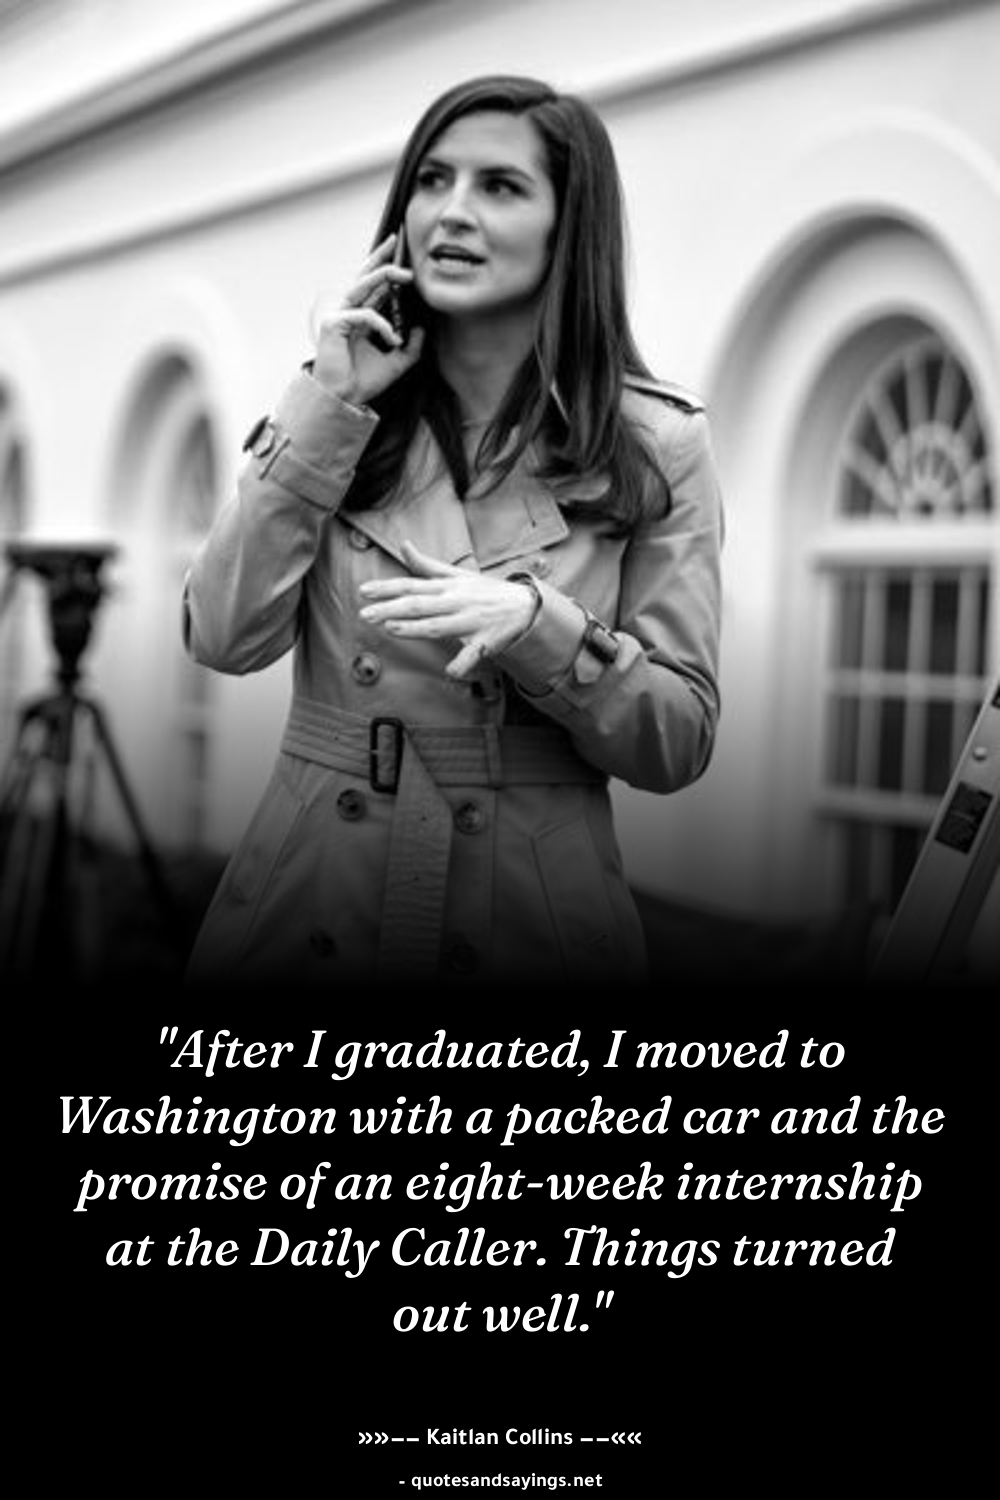 "After I graduated, I moved to
Washington with a packed car and the
promise of an eight-week internship
at the Daily Caller. Things turned
out well."
»»−− Kaitlan Collins −−««
- quotesandsayings.net